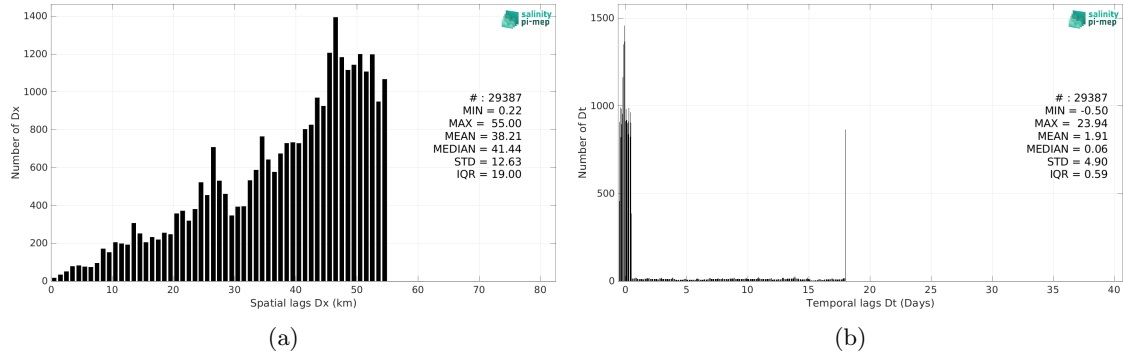 1400
1200
1000
800
600
400
200
0
Number of Dx
0 10 20 30 40 50 60 70 80
Spatial lags Dx (km)
salinity
pi-mep
# : 29387
MIN = 0.22
MAX = 55.00
MEAN = 38.21
MEDIAN = 41.44
STD = 12.63
IQR = 19.00
(a)
1500
1000
500
0
Number of Dt
0 5 10 15 20 25 30 35 40
Temporal lags Dt (Days)
salinity
pi-mep
# : 29387
MIN = -0.50
MAX = 23.94
MEAN = 1.91
MEDIAN = 0.06
STD = 4.90
IQR = 0.59
(b)